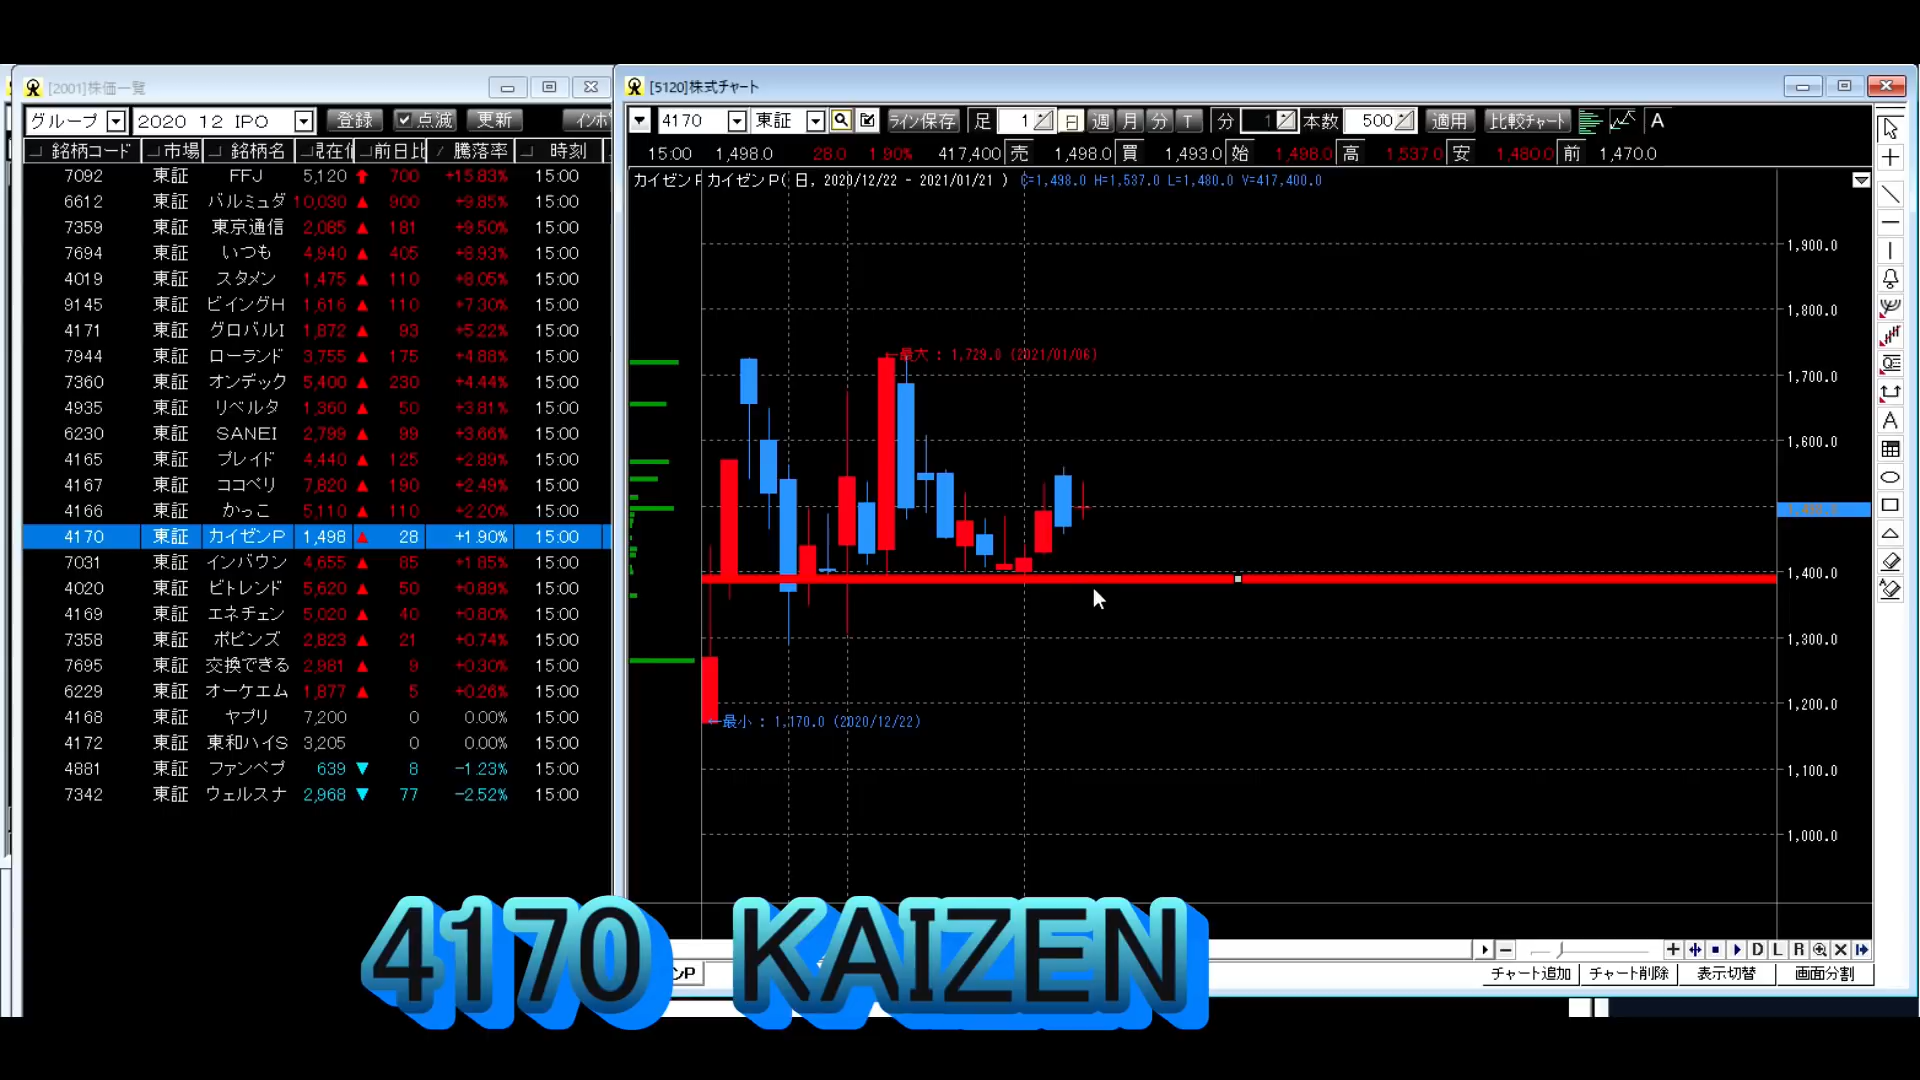 [2001]株価一覧
グループ 2020 12 IPO 登録 点滅 更新
銘柄コード 市場 銘柄名 現在値 前日比 騰落率 時刻
7092 東証 FFJ 5,120 ↑ 700 +15.83% 15:00
6612 東証 バルミュダ 10,030 ▲ 900 +9.85% 15:00
7359 東証 東京通信 2,085 ▲ 181 +9.50% 15:00
7694 東証 いつも 4,940 ▲ 405 +8.93% 15:00
4019 東証 スタメン 1,475 ▲ 110 +8.05% 15:00
9145 東証 ビイングH 1,616 ▲ 110 +7.30% 15:00
4171 東証 グロバルI 1,872 ▲ 93 +5.22% 15:00
7944 東証 ローランド 3,755 ▲ 175 +4.88% 15:00
7360 東証 オンデック 5,400 ▲ 230 +4.44% 15:00
4935 東証 リベルタ 1,360 ▲ 50 +3.81% 15:00
6230 東証 SANEI 2,799 ▲ 99 +3.66% 15:00
4165 東証 プレイド 4,440 ▲ 125 +2.89% 15:00
4167 東証 ココペリ 7,820 ▲ 190 +2.49% 15:00
4166 東証 かっこ 5,110 ▲ 110 +2.20% 15:00
4170 東証 カイゼンP 1,498 ▲ 28 +1.90% 15:00
7031 東証 インバウン 4,655 ▲ 85 +1.85% 15:00
4020 東証 ビトレンド 5,620 ▲ 50 +0.89% 15:00
4169 東証 エネチェン 5,020 ▲ 40 +0.80% 15:00
7358 東証 ポピンズ 2,823 ▲ 21 +0.74% 15:00
7695 東証 交換できる 2,981 ▲ 9 +0.30% 15:00
6229 東証 オーケエム 1,877 ▲ 5 +0.26% 15:00
4168 東証 ヤプリ 7,200 0 0.00% 15:00
4172 東証 東和ハイS 3,205 0 0.00% 15:00
4881 東証 ファンペプ 639 ▼ 8 -1.23% 15:00
7342 東証 ウェルスナ 2,968 ▼ 77 -2.52% 15:00
[5120]株式チャート
4170 東証 ライン保存 足 1 日 週 月 分 T 分 1 本数 500 適用 比較チャート A
15:00 1,498.0 28.0 1.90% 417,400 売 1,498.0 買 1,493.0 始 1,498.0 高 1,537.0 安 1,480.0 前 1,470.0
カイゼンP カイゼンP( 日, 2020/12/22 - 2021/01/21 ) C=1,498.0 H=1,537.0 L=1,480.0 V=417,400.0
1,900.0
1,800.0
←最大 : 1,729.0 (2021/01/06)
1,700.0
1,600.0
1,400.0
1,300.0
1,200.0
←最小 : 1,170.0 (2020/12/22)
1,100.0
1,000.0
D L R
チャート追加 チャート削除 表示切替 画面分割
4170 KAIZEN